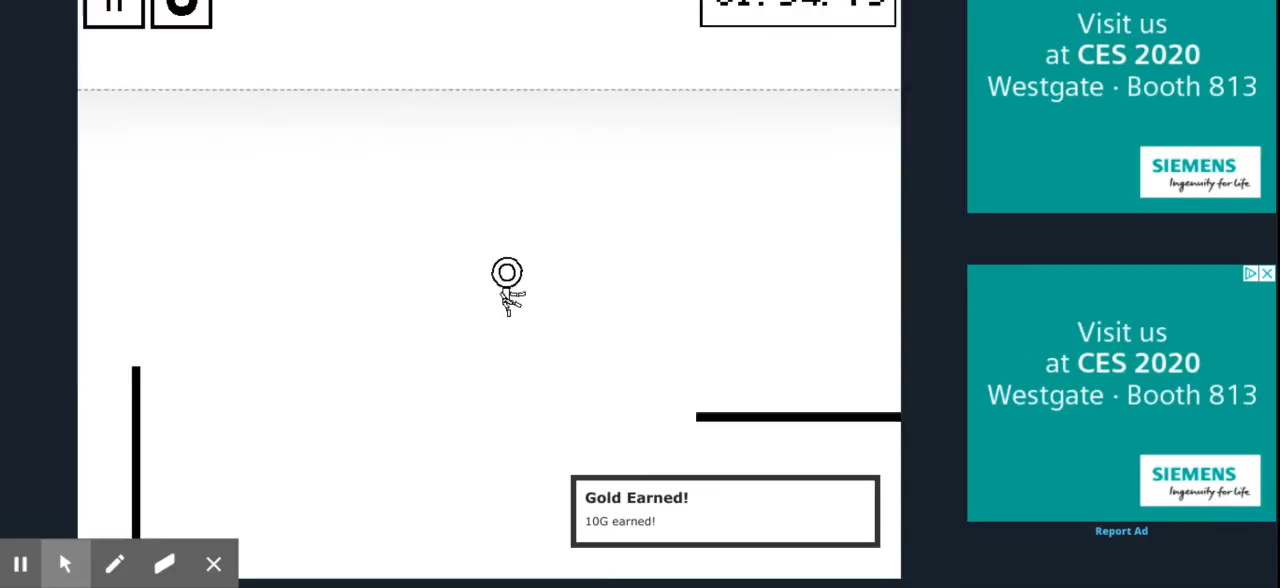 Visit us
at CES 2020
Westgate · Booth 813
SIEMENS
Ingenuity for life
Visit us
at CES 2020
Westgate · Booth 813
SIEMENS
Ingenuity for life
Report Ad
Gold Earned!
10G earned!